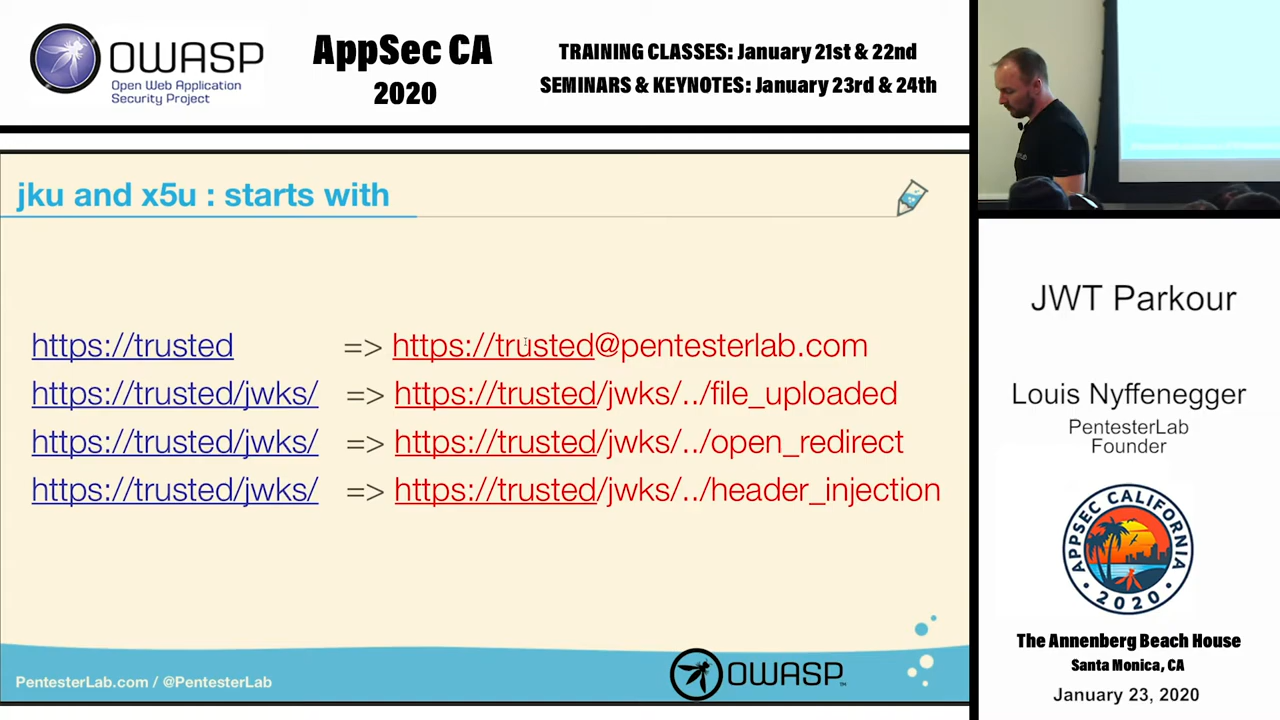 OWASP
Open Web Application
Security Project
AppSec CA
2020
TRAINING CLASSES: January 21st & 22nd
SEMINARS & KEYNOTES: January 23rd & 24th
jku and x5u : starts with
https://trusted => https://trusted@pentesterlab.com
https://trusted/jwks/ => https://trusted/jwks/../file_uploaded
https://trusted/jwks/ => https://trusted/jwks/../open_redirect
https://trusted/jwks/ => https://trusted/jwks/../header_injection
PentesterLab.com / @PentesterLab
OWASP
JWT Parkour
Louis Nyffenegger
PentesterLab
Founder
APPSEC CALIFORNIA
2020
The Annenberg Beach House
Santa Monica, CA
January 23, 2020